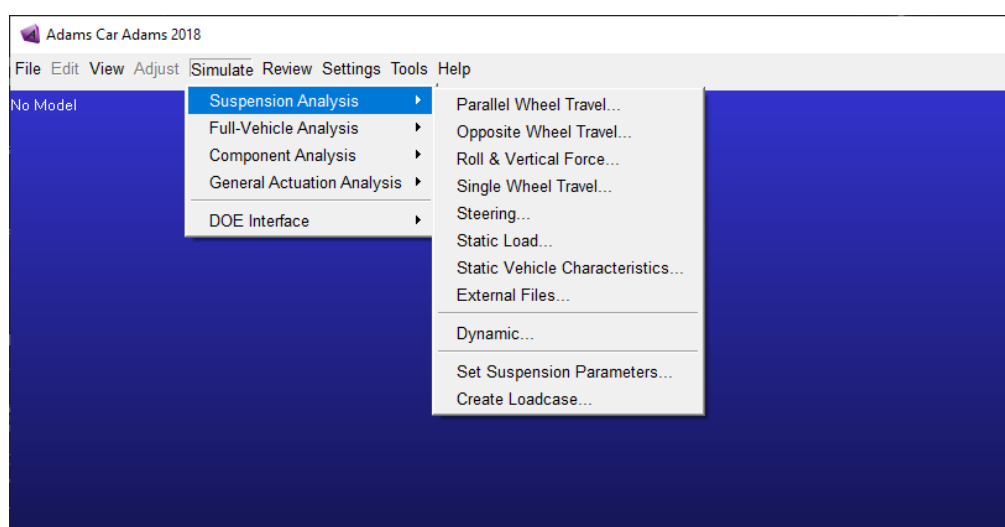 Adams Car Adams 2018
File Edit View Adjust Simulate Review Settings Tools Help
No Model
Suspension Analysis
Full-Vehicle Analysis
Component Analysis
General Actuation Analysis
DOE Interface
Parallel Wheel Travel...
Opposite Wheel Travel...
Roll & Vertical Force...
Single Wheel Travel...
Steering...
Static Load...
Static Vehicle Characteristics...
External Files...
Dynamic...
Set Suspension Parameters...
Create Loadcase...